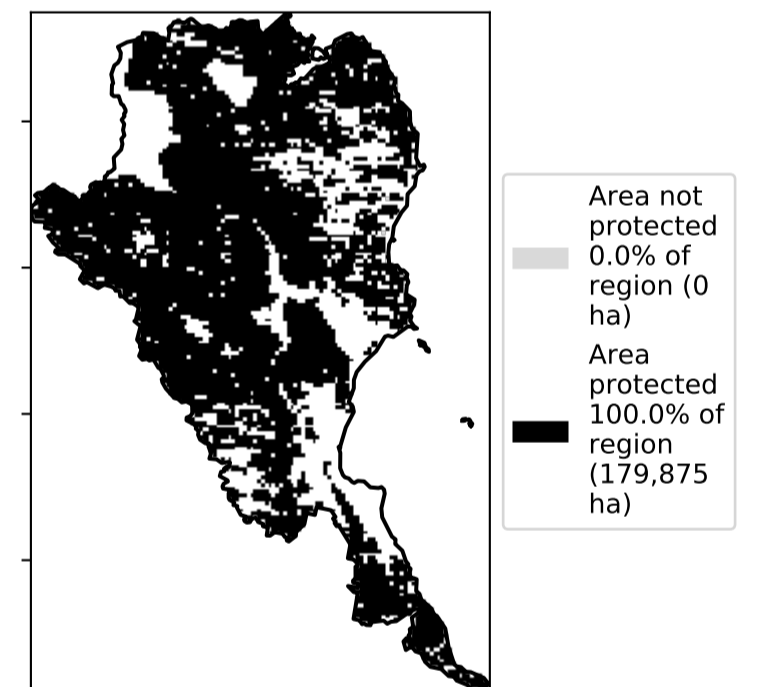 Area not
protected
0.0% of
region (0
ha)
Area
protected
100.0% of
region
(179,875
ha)